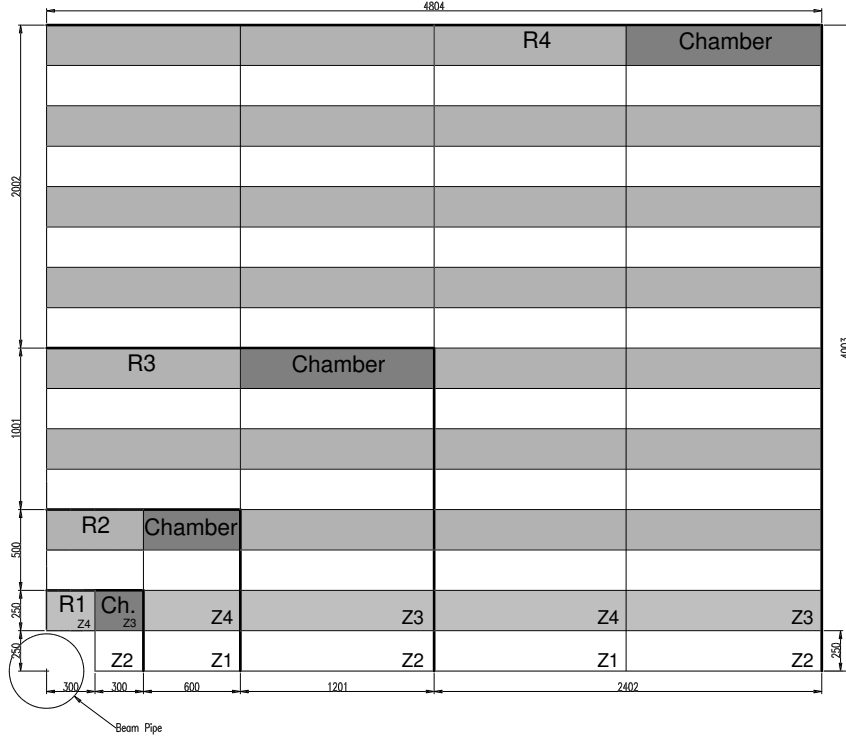 4804
R4 Chamber
2002
4003
R3 Chamber
1001
R2 Chamber
500
R1 Ch. Z4 Z3 Z4 Z3
Z4 Z3
250
Z2 Z1 Z2 Z1 Z2
250 250
300 300 600 1201 2402
Beam Pipe